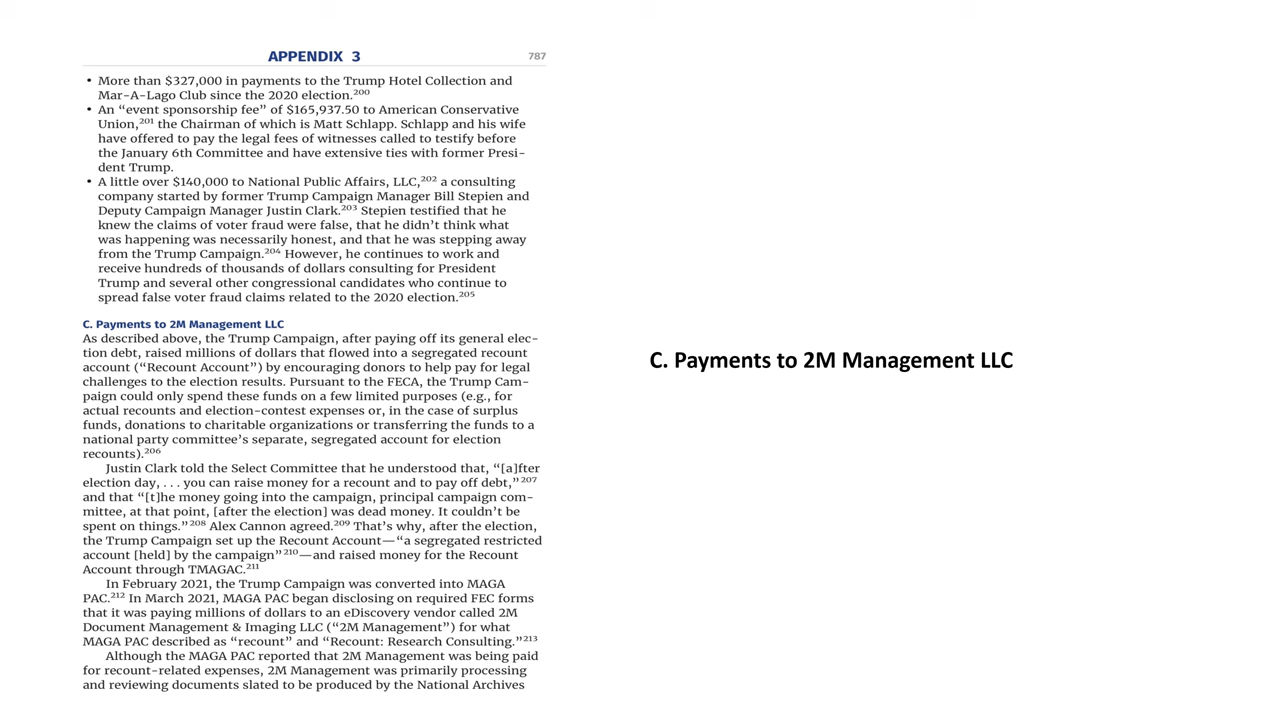 APPENDIX 3
787
• More than $327,000 in payments to the Trump Hotel Collection and
Mar-A-Lago Club since the 2020 election.200
• An “event sponsorship fee” of $165,937.50 to American Conservative
Union,201 the Chairman of which is Matt Schlapp. Schlapp and his wife
have offered to pay the legal fees of witnesses called to testify before
the January 6th Committee and have extensive ties with former Presi-
dent Trump.
• A little over $140,000 to National Public Affairs, LLC,202 a consulting
company started by former Trump Campaign Manager Bill Stepien and
Deputy Campaign Manager Justin Clark.203 Stepien testified that he
knew the claims of voter fraud were false, that he didn’t think what
was happening was necessarily honest, and that he was stepping away
from the Trump Campaign.204 However, he continues to work and
receive hundreds of thousands of dollars consulting for President
Trump and several other congressional candidates who continue to
spread false voter fraud claims related to the 2020 election.205
C. Payments to 2M Management LLC
As described above, the Trump Campaign, after paying off its general elec-
tion debt, raised millions of dollars that flowed into a segregated recount
account (“Recount Account”) by encouraging donors to help pay for legal
challenges to the election results. Pursuant to the FECA, the Trump Cam-
paign could only spend these funds on a few limited purposes (e.g., for
actual recounts and election-contest expenses or, in the case of surplus
funds, donations to charitable organizations or transferring the funds to a
national party committee’s separate, segregated account for election
recounts).206
Justin Clark told the Select Committee that he understood that, “[a]fter
election day, . . . you can raise money for a recount and to pay off debt,”207
and that “[t]he money going into the campaign, principal campaign com-
mittee, at that point, [after the election] was dead money. It couldn’t be
spent on things.”208 Alex Cannon agreed.209 That’s why, after the election,
the Trump Campaign set up the Recount Account—“a segregated restricted
account [held] by the campaign”210—and raised money for the Recount
Account through TMAGAC.211
In February 2021, the Trump Campaign was converted into MAGA
PAC.212 In March 2021, MAGA PAC began disclosing on required FEC forms
that it was paying millions of dollars to an eDiscovery vendor called 2M
Document Management & Imaging LLC (“2M Management”) for what
MAGA PAC described as “recount” and “Recount: Research Consulting.”213
Although the MAGA PAC reported that 2M Management was being paid
for recount-related expenses, 2M Management was primarily processing
and reviewing documents slated to be produced by the National Archives
C. Payments to 2M Management LLC